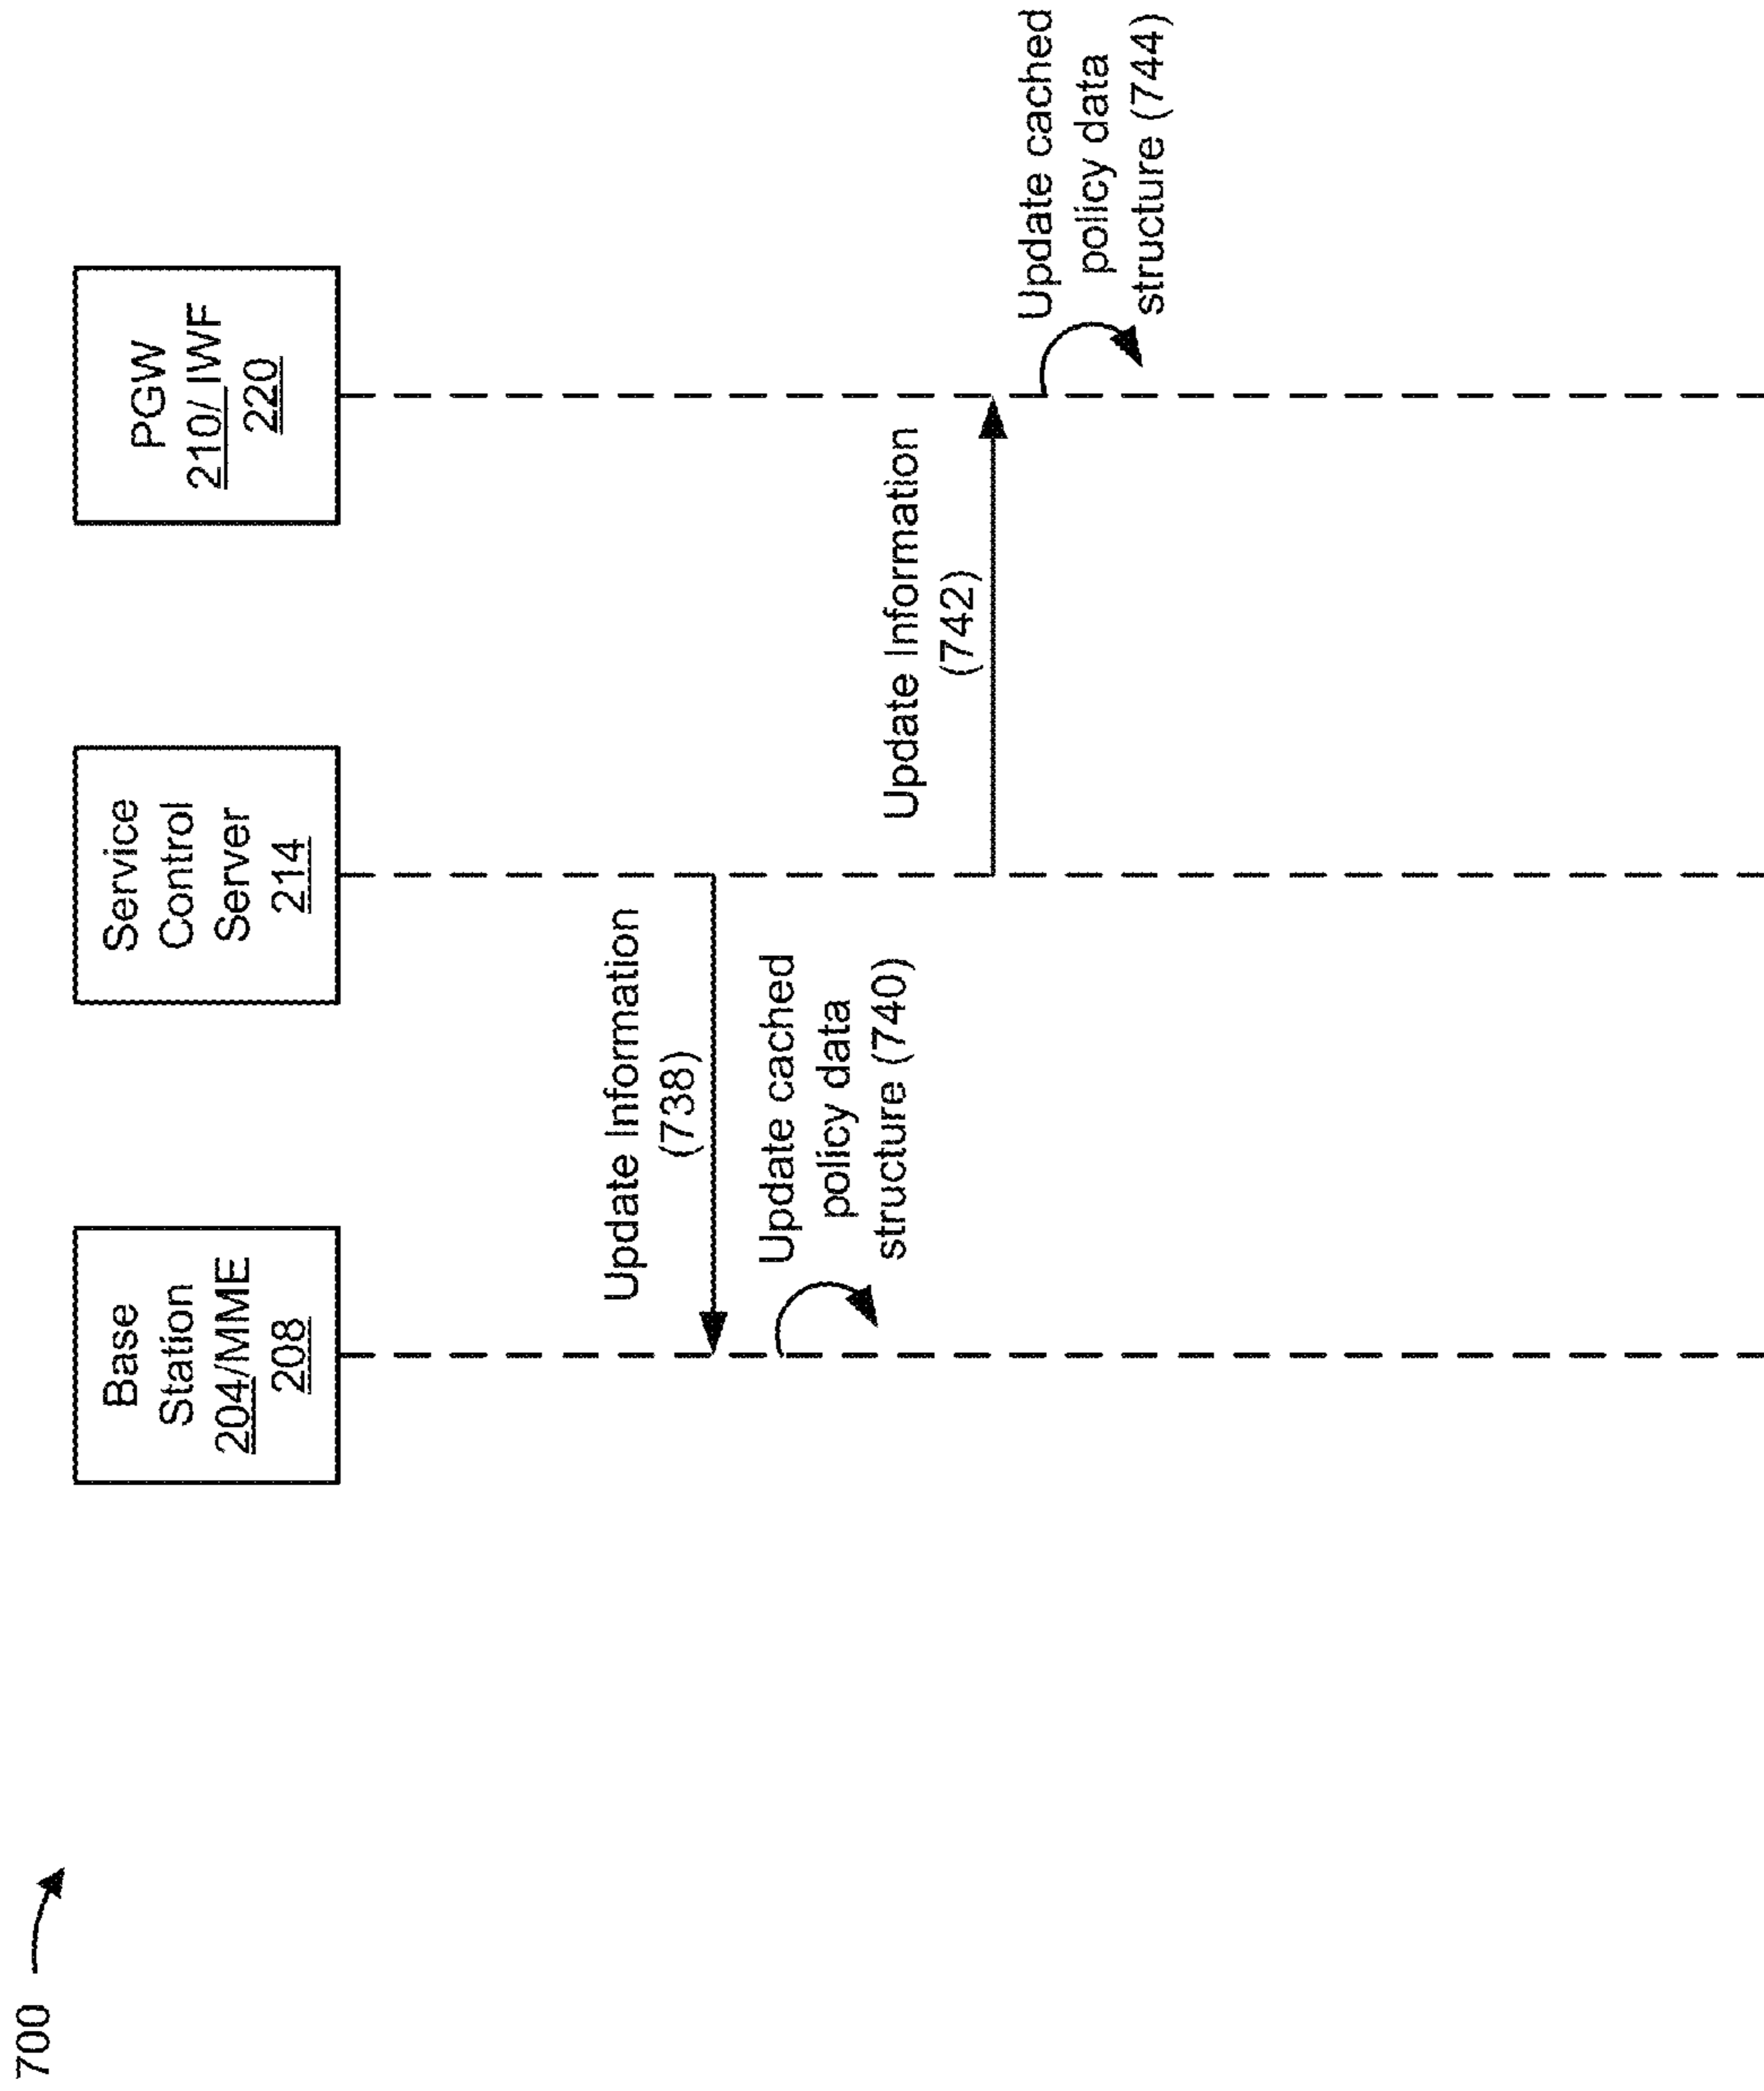 700
Base
Station
204/MME
208
Service
Control
Server
214
PGW
210/ IWF
220
Update Information
(738)
Update cached
policy data
structure (740)
Update Information
(742)
Update cached
policy data
structure (744)